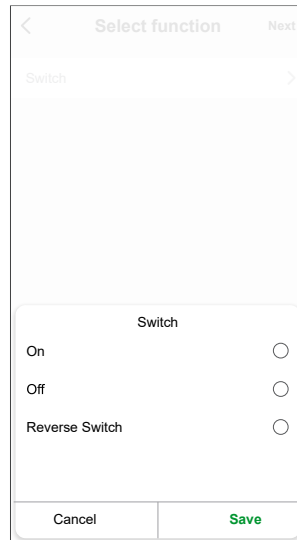 Select function Next
Switch
Switch
On
Off
Reverse Switch
Cancel Save